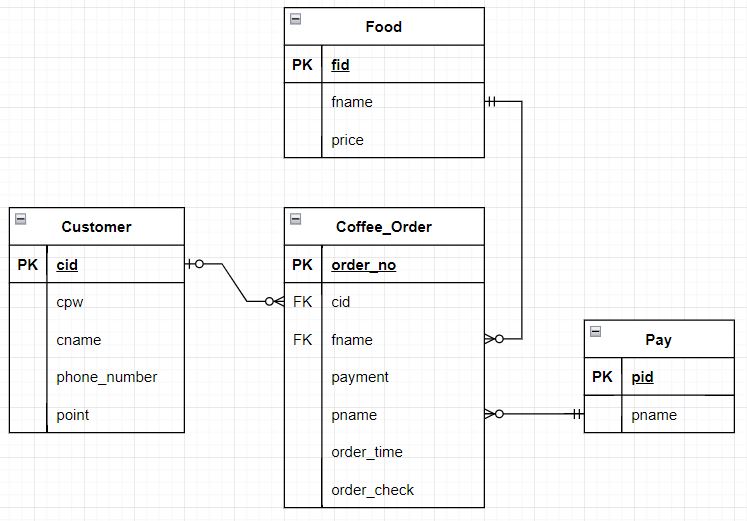 Food
PK fid
fname
price
Customer
PK cid
cpw
cname
phone_number
point
Coffee_Order
PK order_no
FK cid
FK fname
payment
pname
order_time
order_check
Pay
PK pid
pname